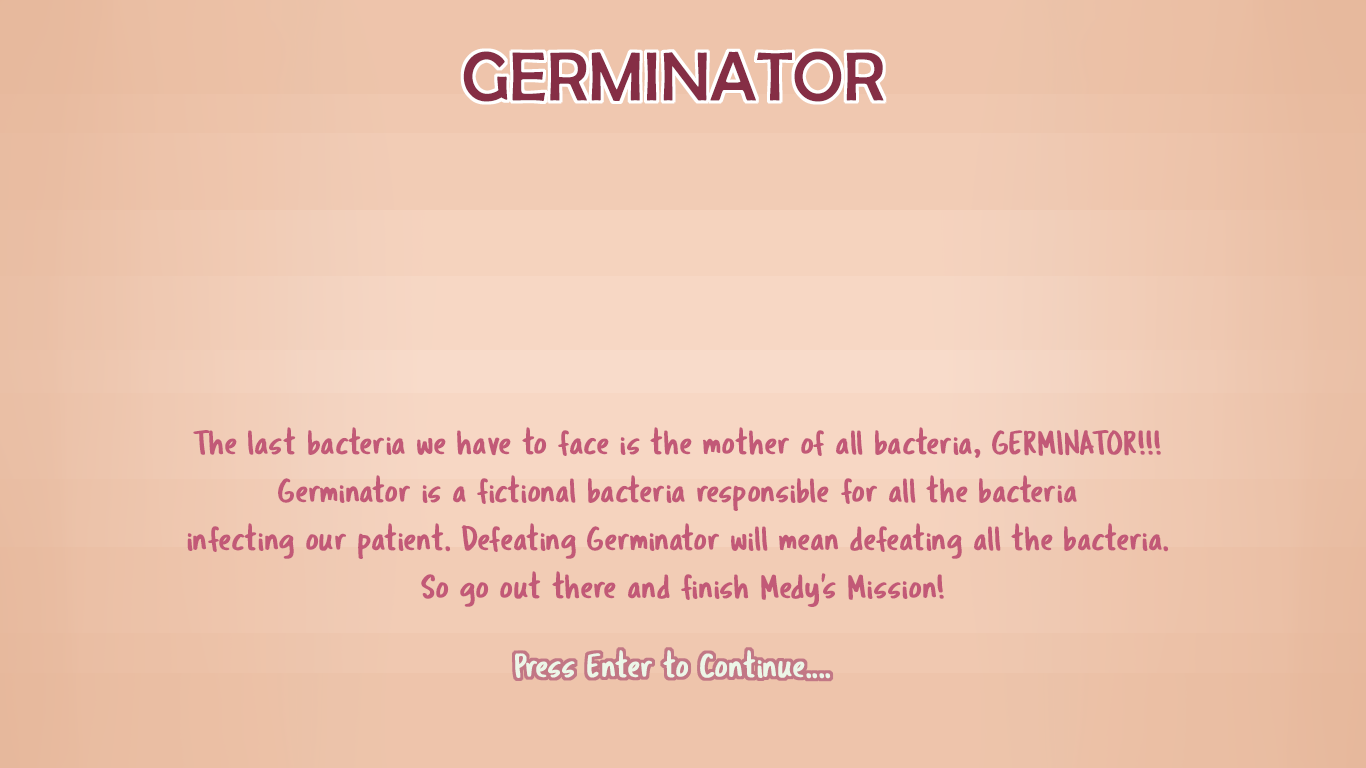 GERMINATOR
The last bacteria we have to face is the mother of all bacteria, GERMINATOR!!!
Germinator is a fictional bacteria responsible for all the bacteria
infecting our patient. Defeating Germinator will mean defeating all the bacteria.
So go out there and finish Medy's Mission!
Press Enter to Continue....